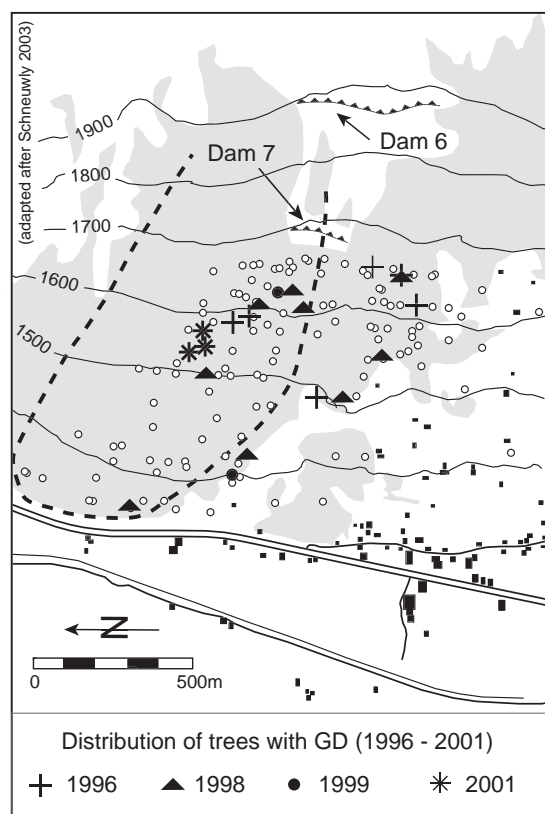 (adapted after Schneuwly 2003)
1900
Dam 6
Dam 7
1800
1700
1600
1500
N
0 500m
Distribution of trees with GD (1996 - 2001)
1996 1998 1999 2001